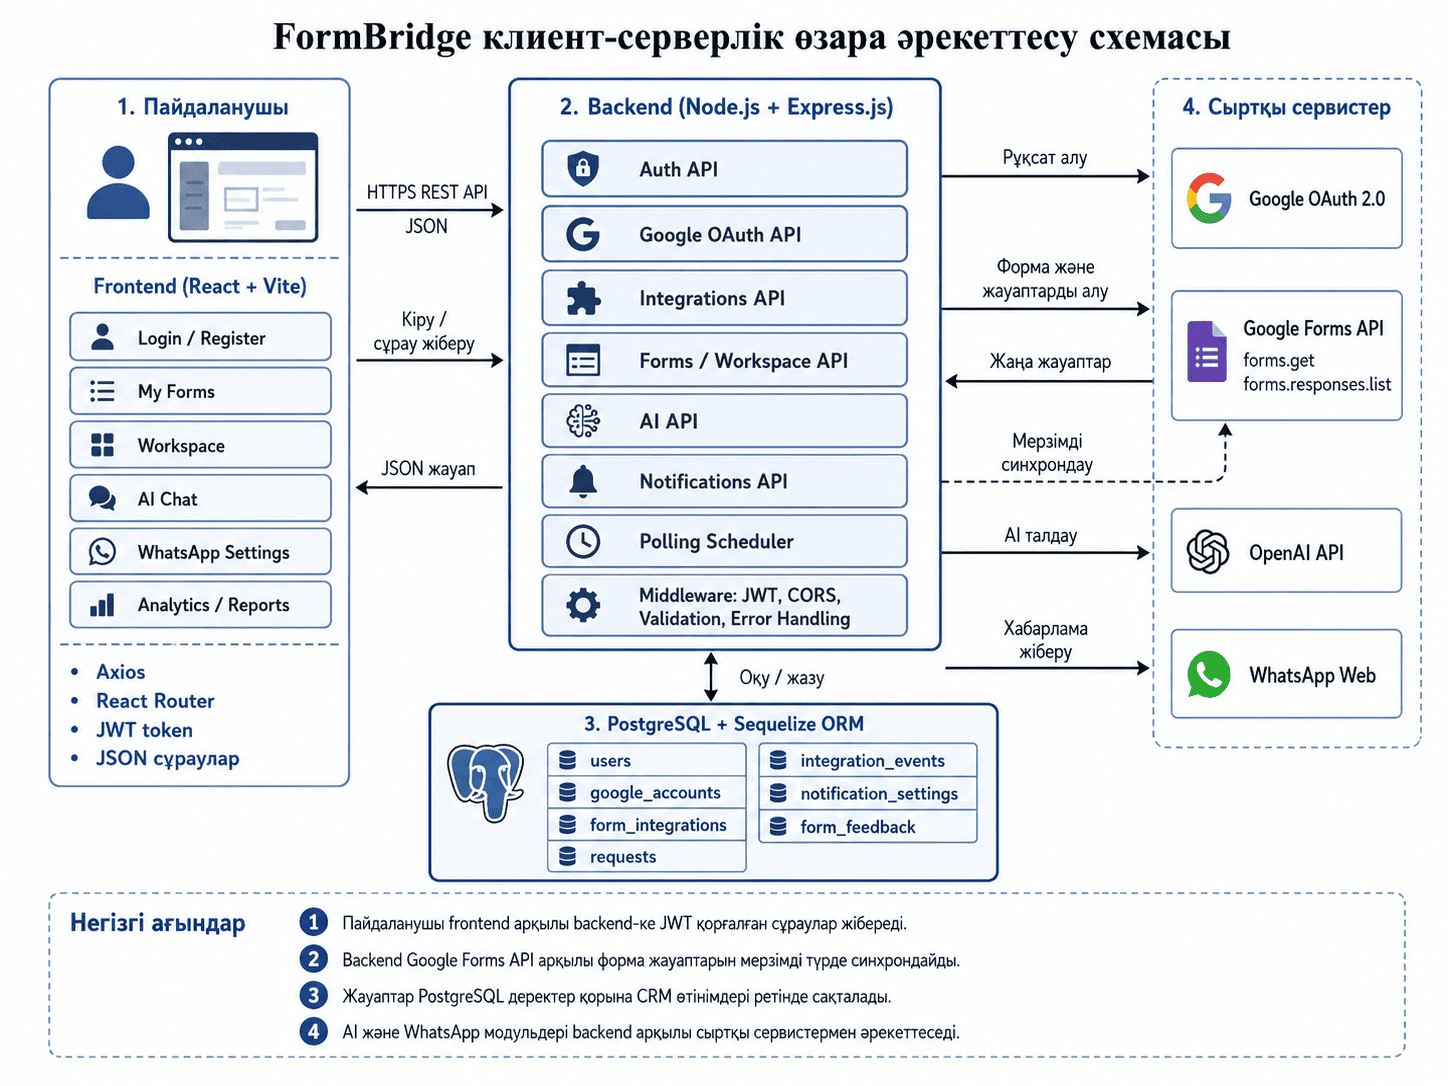 FormBridge клиент-серверлік өзара әрекеттесу схемасы
1. Пайдаланушы
Frontend (React + Vite)
Login / Register
My Forms
Workspace
AI Chat
WhatsApp Settings
Analytics / Reports
• Axios
• React Router
• JWT token
• JSON сұраулар
HTTPS REST API
JSON
Кіру /
сұрау жіберу
JSON жауап
2. Backend (Node.js + Express.js)
Auth API
Google OAuth API
Integrations API
Forms / Workspace API
AI API
Notifications API
Polling Scheduler
Middleware: JWT, CORS,
Validation, Error Handling
Оқу / жазу
3. PostgreSQL + Sequelize ORM
users
google_accounts
form_integrations
requests
integration_events
notification_settings
form_feedback
Рұқсат алу
Форма және
жауаптарды алу
Жаңа жауаптар
Мерзімді
синхрондау
AI талдау
Хабарлама
жіберу
4. Сыртқы сервистер
Google OAuth 2.0
Google Forms API
forms.get
forms.responses.list
OpenAI API
WhatsApp Web
Негізгі ағындар
1 Пайдаланушы frontend арқылы backend-ке JWT қорғалған сұраулар жібереді.
2 Backend Google Forms API арқылы форма жауаптарын мерзімді түрде синхрондайды.
3 Жауаптар PostgreSQL деректер қорына CRM өтінімдері ретінде сақталады.
4 AI және WhatsApp модульдері backend арқылы сыртқы сервистермен әрекеттеседі.